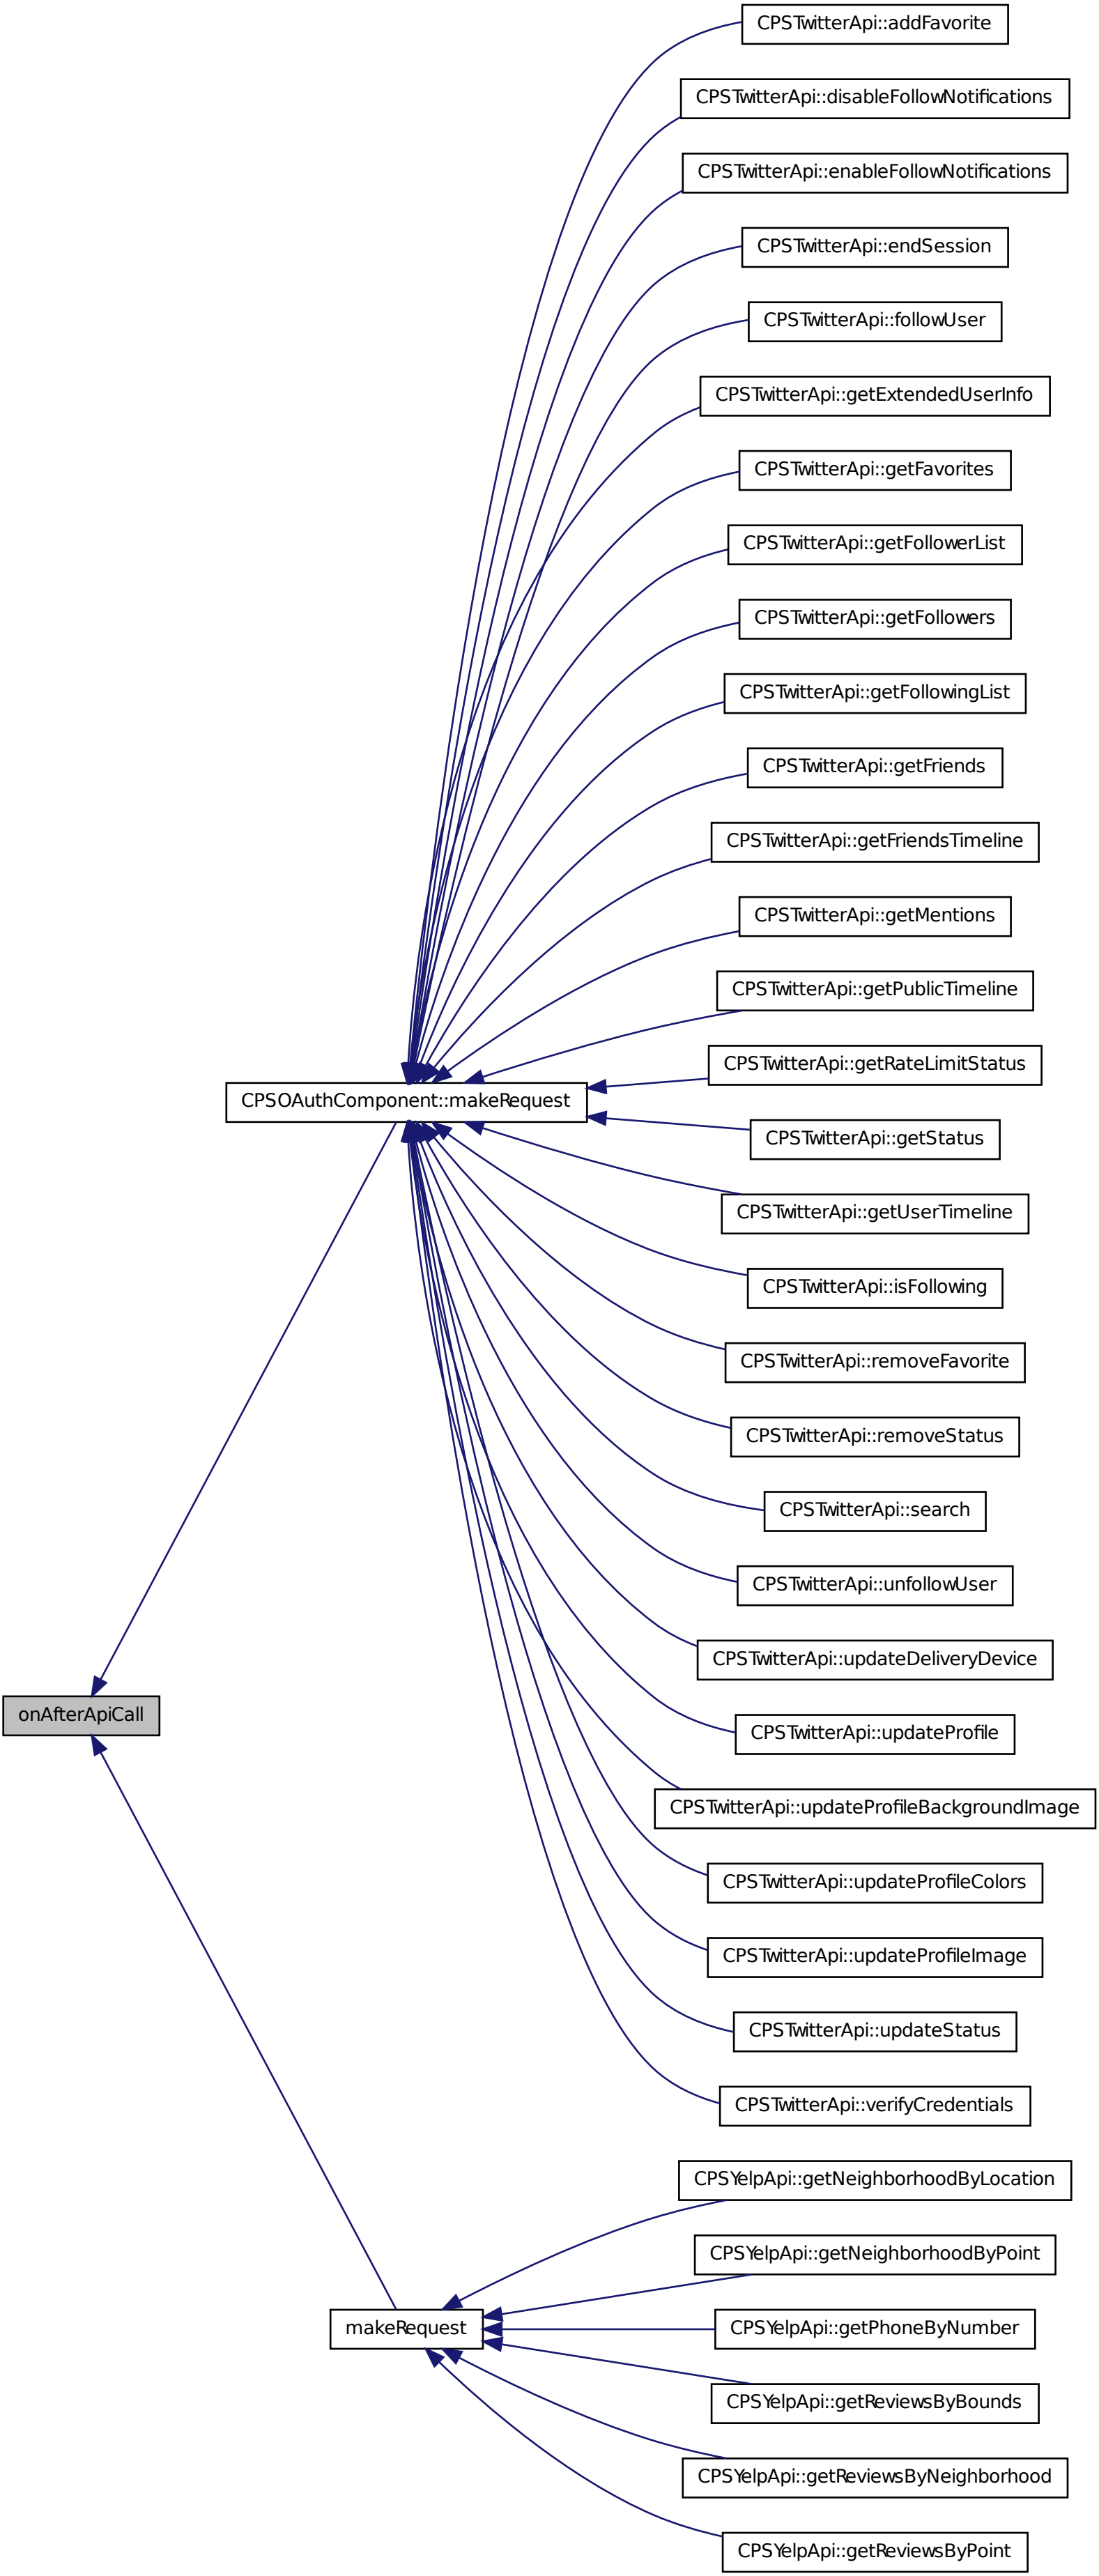 CPSTwitterApi::addFavorite
CPSTwitterApi::disableFollowNotifications
CPSTwitterApi::enableFollowNotifications
CPSTwitterApi::endSession
CPSTwitterApi::followUser
CPSTwitterApi::getExtendedUserInfo
CPSTwitterApi::getFavorites
CPSTwitterApi::getFollowerList
CPSTwitterApi::getFollowers
CPSTwitterApi::getFollowingList
CPSTwitterApi::getFriends
CPSTwitterApi::getFriendsTimeline
CPSTwitterApi::getMentions
CPSTwitterApi::getPublicTimeline
CPSTwitterApi::getRateLimitStatus
CPSOAuthComponent::makeRequest
CPSTwitterApi::getStatus
CPSTwitterApi::getUserTimeline
CPSTwitterApi::isFollowing
CPSTwitterApi::removeFavorite
CPSTwitterApi::removeStatus
CPSTwitterApi::search
CPSTwitterApi::unfollowUser
CPSTwitterApi::updateDeliveryDevice
onAfterApiCall
CPSTwitterApi::updateProfile
CPSTwitterApi::updateProfileBackgroundImage
CPSTwitterApi::updateProfileColors
CPSTwitterApi::updateProfileImage
CPSTwitterApi::updateStatus
CPSTwitterApi::verifyCredentials
CPSYelpApi::getNeighborhoodByLocation
CPSYelpApi::getNeighborhoodByPoint
makeRequest
CPSYelpApi::getPhoneByNumber
CPSYelpApi::getReviewsByBounds
CPSYelpApi::getReviewsByNeighborhood
CPSYelpApi::getReviewsByPoint